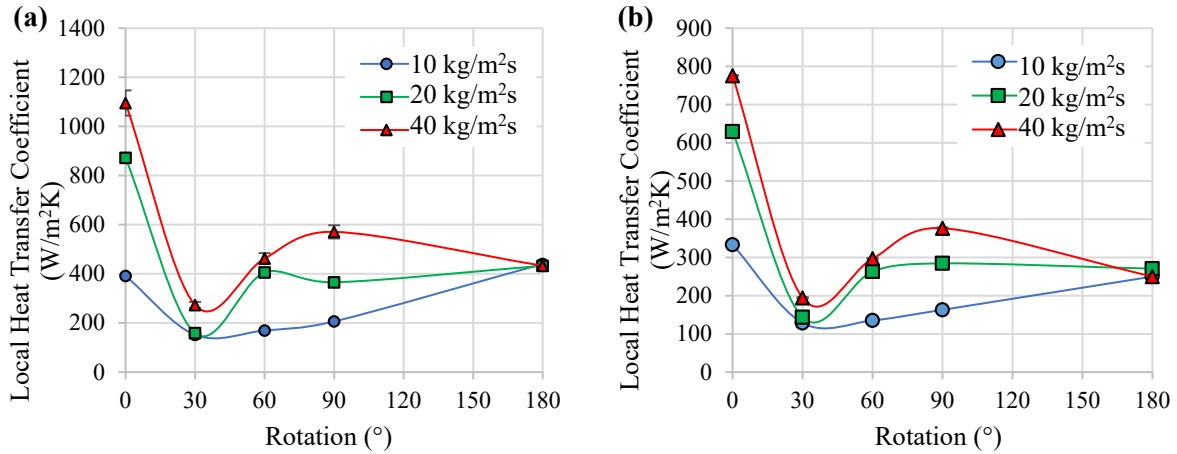 (a)
Local Heat Transfer Coefficient
(W/m²K)
1400
1200
1000
800
600
400
200
0
0 30 60 90 120 150 180
Rotation (°)
10 kg/m²s
20 kg/m²s
40 kg/m²s
(b)
Local Heat Transfer Coefficient
(W/m²K)
900
800
700
600
500
400
300
200
100
0
0 30 60 90 120 150 180
Rotation (°)
10 kg/m²s
20 kg/m²s
40 kg/m²s